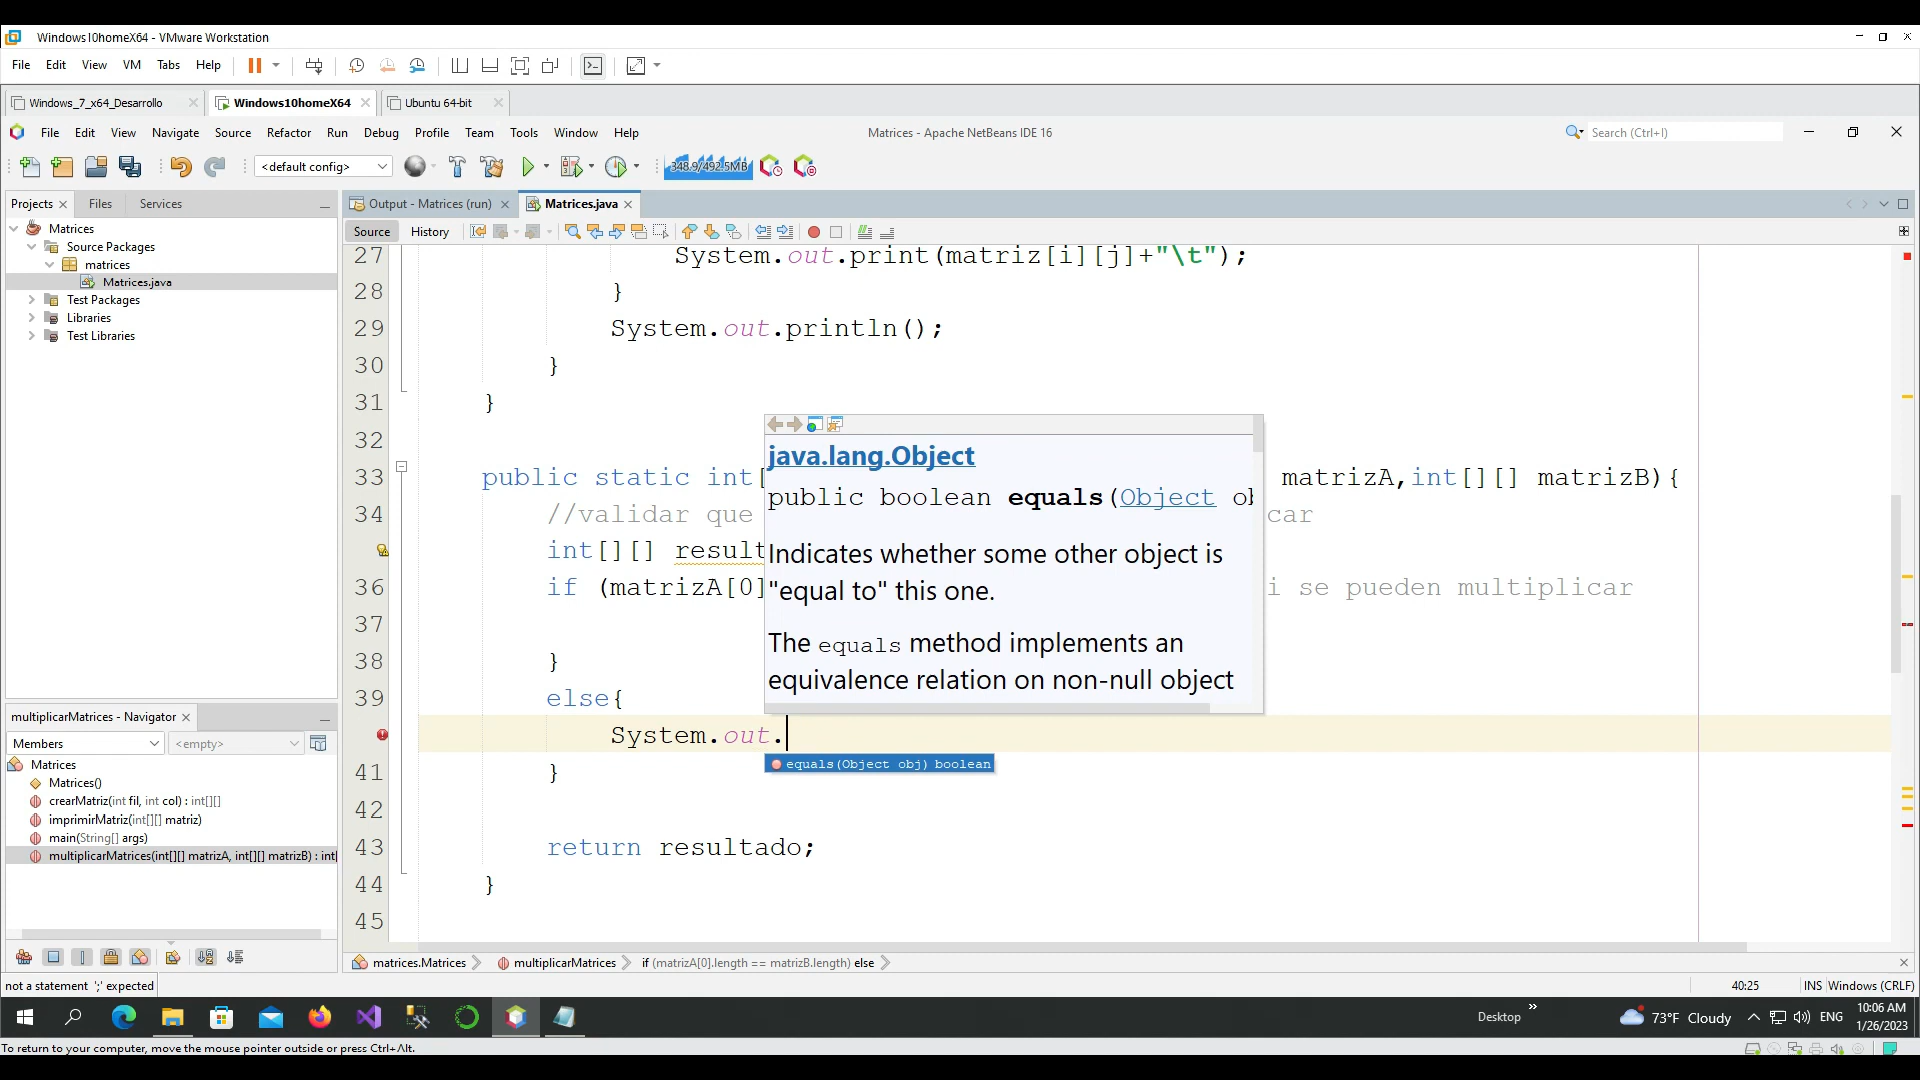 Windows10homeX64 - VMware Workstation
File Edit View VM Tabs Help
Windows_7_x64_Desarrollo Windows10homeX64 Ubuntu 64-bit
File Edit View Navigate Source Refactor Run Debug Profile Team Tools Window Help
Matrices - Apache NetBeans IDE 16
Search (Ctrl+I)
<default config>
348.9/492.5MB
Projects Files Services
Output - Matrices (run) Matrices.java
Source History
Matrices
Source Packages
matrices
Matrices.java
Test Packages
Libraries
Test Libraries
27 System.out.print(matriz[i][j]+"\t");
28 }
29 System.out.println();
30 }
31 }
32
33 public static int[ matrizA,int[][] matrizB){
34 //validar que car
int[][] result
36 if (matrizA[0] i se pueden multiplicar
37
38 }
39 else{
System.out.
41 }
42
43 return resultado;
44 }
45
java.lang.Object
public boolean equals(Object ob
Indicates whether some other object is
"equal to" this one.
The equals method implements an
equivalence relation on non-null object
equals(Object obj) boolean
multiplicarMatrices - Navigator
Members <empty>
Matrices
Matrices()
crearMatriz(int fil, int col) : int[][]
imprimirMatriz(int[][] matriz)
main(String[] args)
multiplicarMatrices(int[][] matrizA, int[][] matrizB) : int[
matrices.Matrices multiplicarMatrices if (matrizA[0].length == matrizB.length) else
not a statement ';' expected
40:25 INS Windows (CRLF)
Desktop
73°F Cloudy
ENG
10:06 AM
1/26/2023
To return to your computer, move the mouse pointer outside or press Ctrl+Alt.